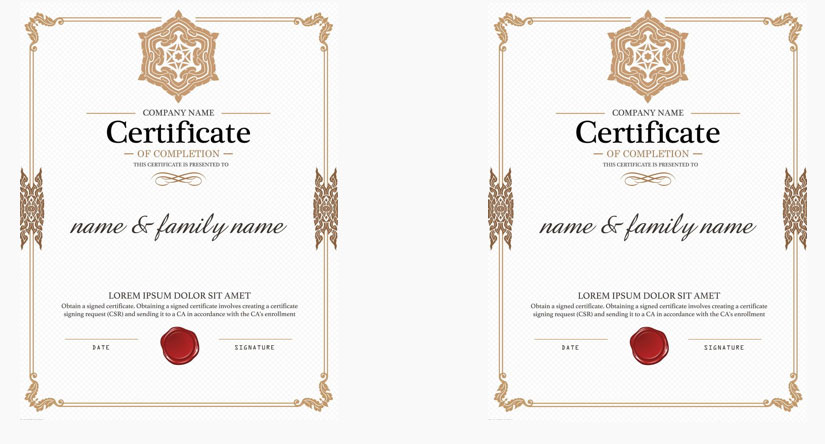 COMPANY NAME
Certificate
OF COMPLETION
THIS CERTIFICATE IS PRESENTED TO
name & family name
LOREM IPSUM DOLOR SIT AMET
Obtain a signed certificate. Obtaining a signed certificate involves creating a certificate
signing request (CSR) and sending it to a CA in accordance with the CA's enrollment
DATE
SIGNATURE
COMPANY NAME
Certificate
OF COMPLETION
THIS CERTIFICATE IS PRESENTED TO
name & family name
LOREM IPSUM DOLOR SIT AMET
Obtain a signed certificate. Obtaining a signed certificate involves creating a certificate
signing request (CSR) and sending it to a CA in accordance with the CA's enrollment
DATE
SIGNATURE